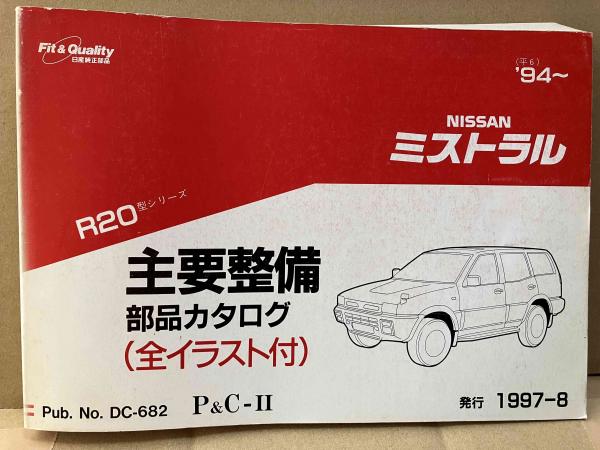 Fit & Quality
日産純正部品
(平6)
'94〜
NISSAN
ミストラル
R20型シリーズ
主要整備
部品カタログ
(全イラスト付)
Pub. No. DC-682 P&C-II
発行 1997-8